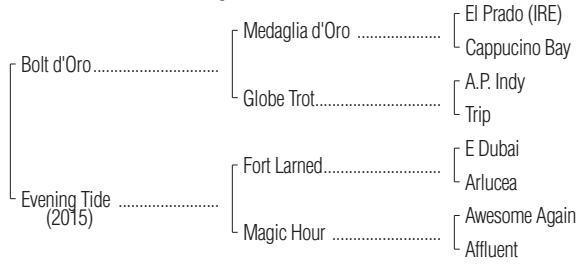 El Prado (IRE)
Medaglia d'Oro ..................
Cappucino Bay
Bolt d'Oro...........................
A.P. Indy
Globe Trot...........................
Trip
E Dubai
Fort Larned.........................
Arlucea
Evening Tide ......................
(2015)
Awesome Again
Magic Hour ........................
Affluent